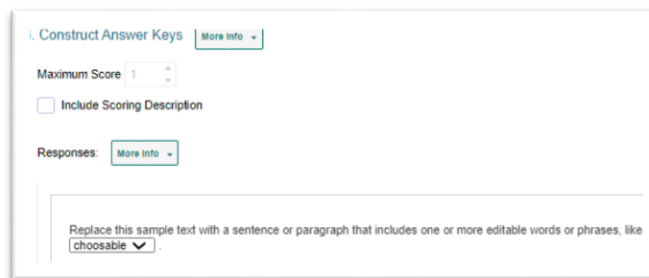 . Construct Answer Keys More Info
Maximum Score 1
Include Scoring Description
Responses: More Info
Replace this sample text with a sentence or paragraph that includes one or more editable words or phrases, like
choosable .